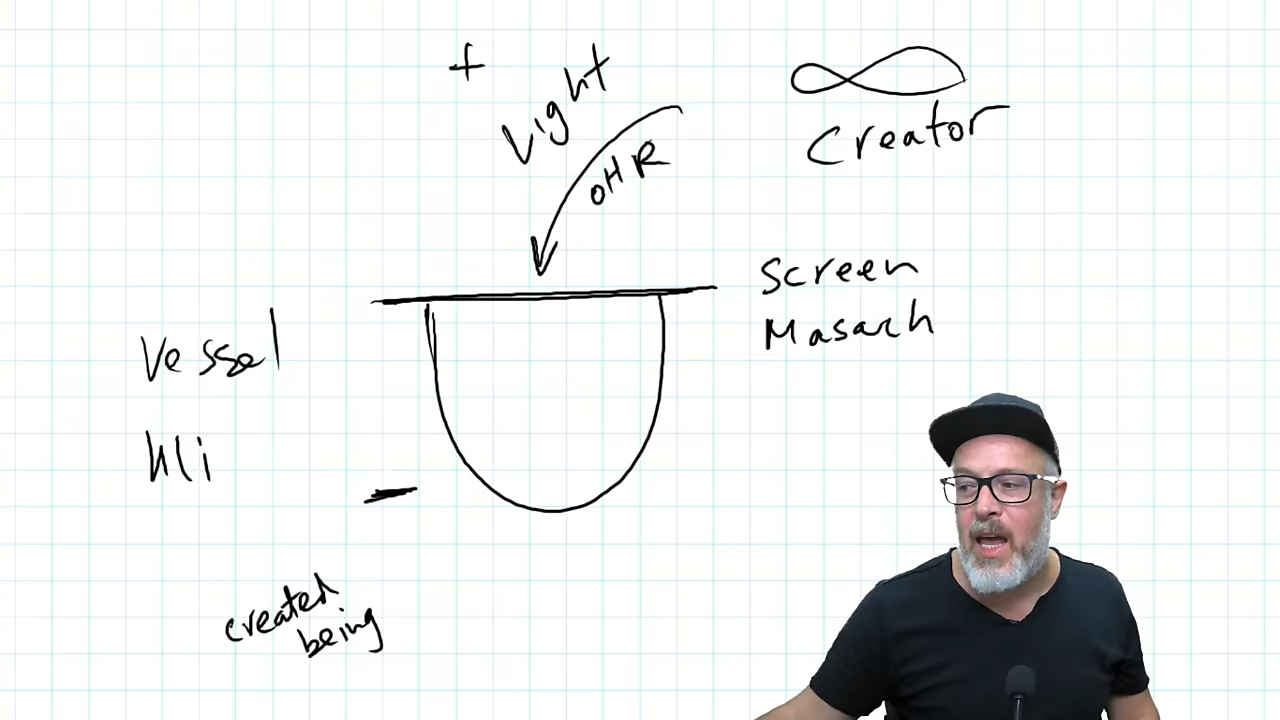 +
Light
OHR
Creator
Screen
Masach
Vessel
Kli
-
created
being